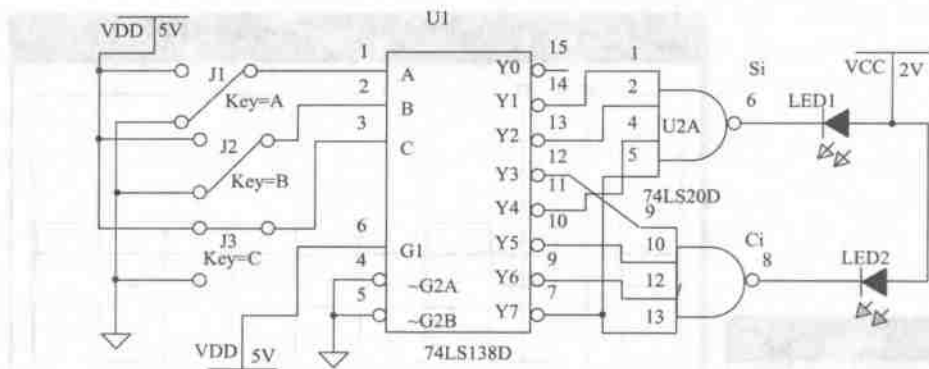 U1
VDD 5V
J1
Key=A
J2
Key=B
J3
Key=C
VDD 5V
1
2
3
6
4
5
A
B
C
G1
~G2A
~G2B
Y0
Y1
Y2
Y3
Y4
Y5
Y6
Y7
74LS138D
15
14
13
12
11
10
9
7
1
2
4
5
U2A
6
Si
74LS20D
9
10
12
13
8
Ci
LED1
LED2
VCC 2V